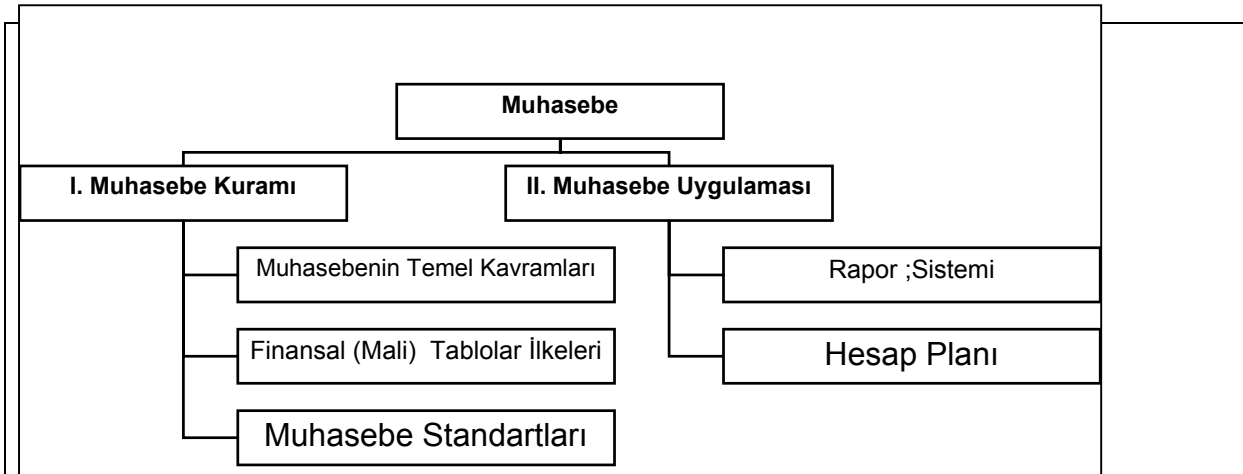 Muhasebe
I. Muhasebe Kuramı
II. Muhasebe Uygulaması
Muhasebenin Temel Kavramları
Rapor ;Sistemi
Finansal (Mali) Tablolar İlkeleri
Hesap Planı
Muhasebe Standartları